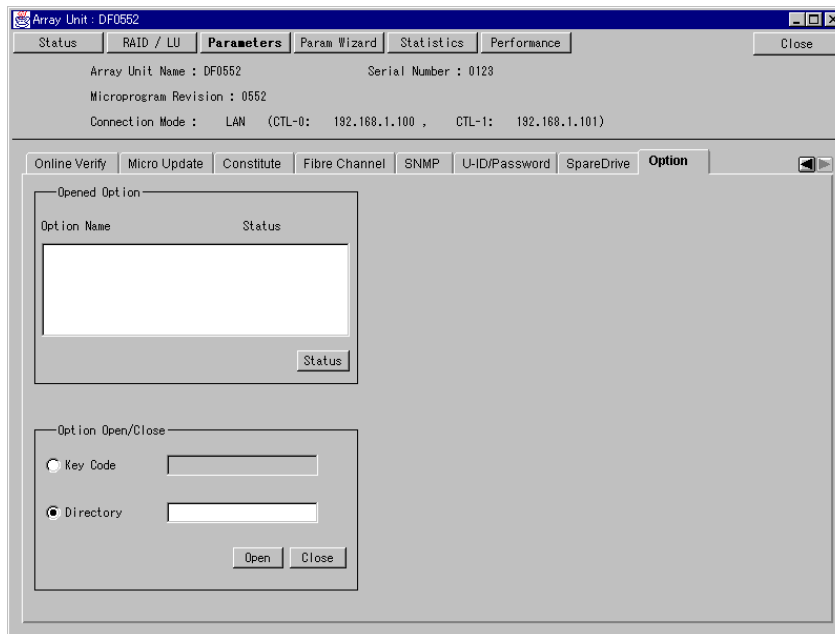 Array Unit : DF0552
Status RAID / LU Parameters Param Wizard Statistics Performance Close
Array Unit Name : DF0552 Serial Number : 0123
Microprogram Revision : 0552
Connection Mode : LAN (CTL-0: 192.168.1.100 , CTL-1: 192.168.1.101)
Online Verify Micro Update Constitute Fibre Channel SNMP U-ID/Password SpareDrive Option
Opened Option
Option Name Status
Status
Option Open/Close
Key Code
Directory
Open Close